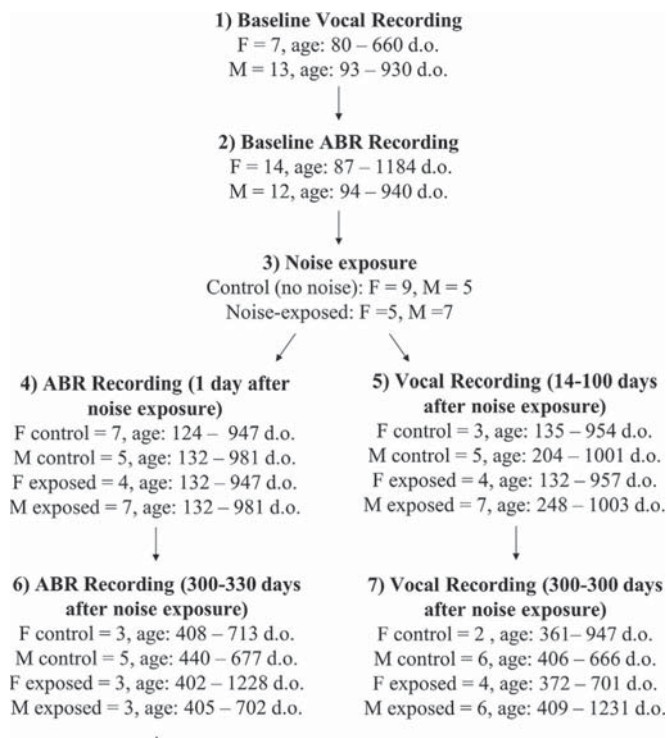 1) Baseline Vocal Recording
F = 7, age: 80 – 660 d.o.
M = 13, age: 93 – 930 d.o.
2) Baseline ABR Recording
F = 14, age: 87 – 1184 d.o.
M = 12, age: 94 – 940 d.o.
3) Noise exposure
Control (no noise): F = 9, M = 5
Noise-exposed: F =5, M =7
4) ABR Recording (1 day after
noise exposure)
F control = 7, age: 124 – 947 d.o.
M control = 5, age: 132 – 981 d.o.
F exposed = 4, age: 132 – 947 d.o.
M exposed = 7, age: 132 – 981 d.o.
5) Vocal Recording (14-100 days
after noise exposure)
F control = 3, age: 135 – 954 d.o.
M control = 5, age: 204 – 1001 d.o.
F exposed = 4, age: 132 – 957 d.o.
M exposed = 7, age: 248 – 1003 d.o.
6) ABR Recording (300-330 days
after noise exposure)
F control = 3, age: 408 – 713 d.o.
M control = 5, age: 440 – 677 d.o.
F exposed = 3, age: 402 – 1228 d.o.
M exposed = 3, age: 405 – 702 d.o.
7) Vocal Recording (300-300 days
after noise exposure)
F control = 2 , age: 361– 947 d.o.
M control = 6, age: 406 – 666 d.o.
F exposed = 4, age: 372 – 701 d.o.
M exposed = 6, age: 409 – 1231 d.o.